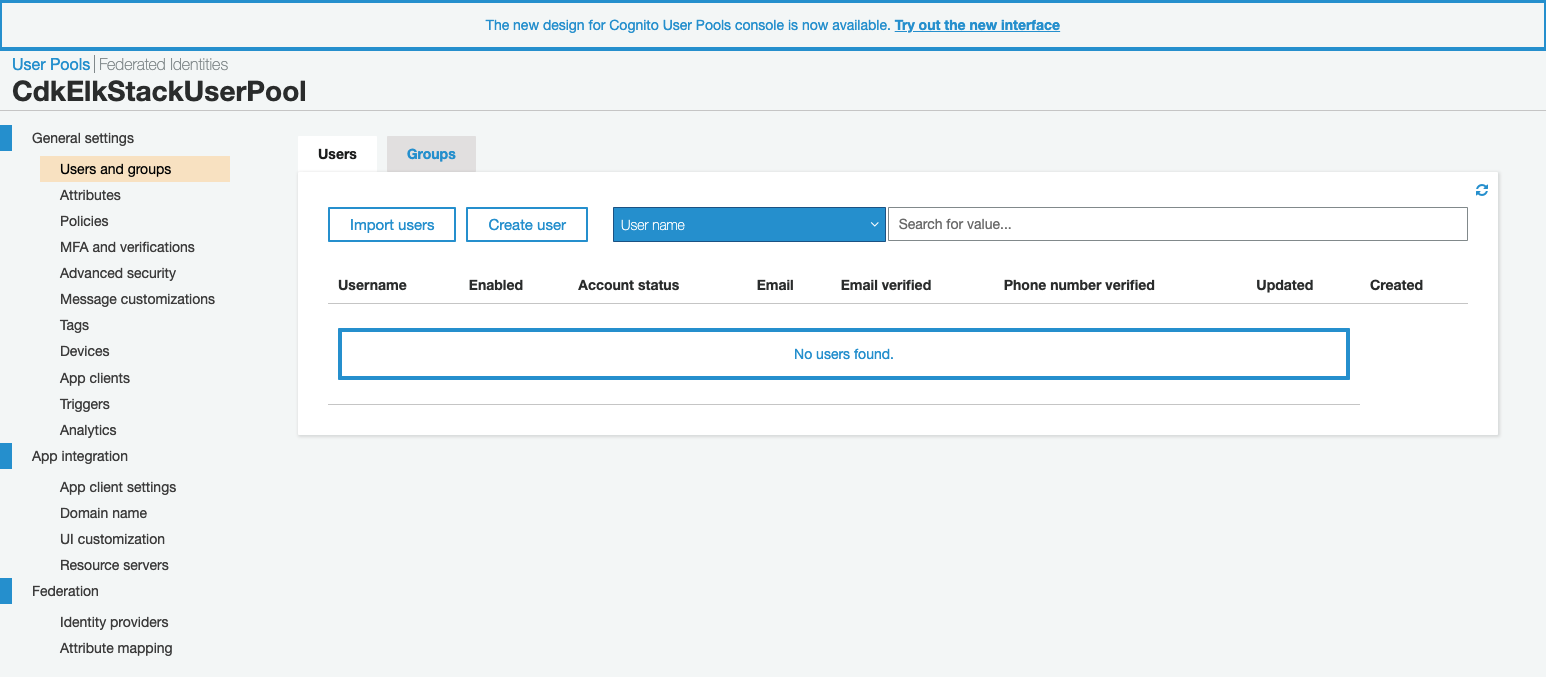 The new design for Cognito User Pools console is now available. Try out the new interface
User Pools | Federated Identities
CdkElkStackUserPool
General settings
Users and groups
Attributes
Policies
MFA and verifications
Advanced security
Message customizations
Tags
Devices
App clients
Triggers
Analytics
App integration
App client settings
Domain name
UI customization
Resource servers
Federation
Identity providers
Attribute mapping
Users Groups
Import users Create user User name Search for value...
Username Enabled Account status Email Email verified Phone number verified Updated Created
No users found.